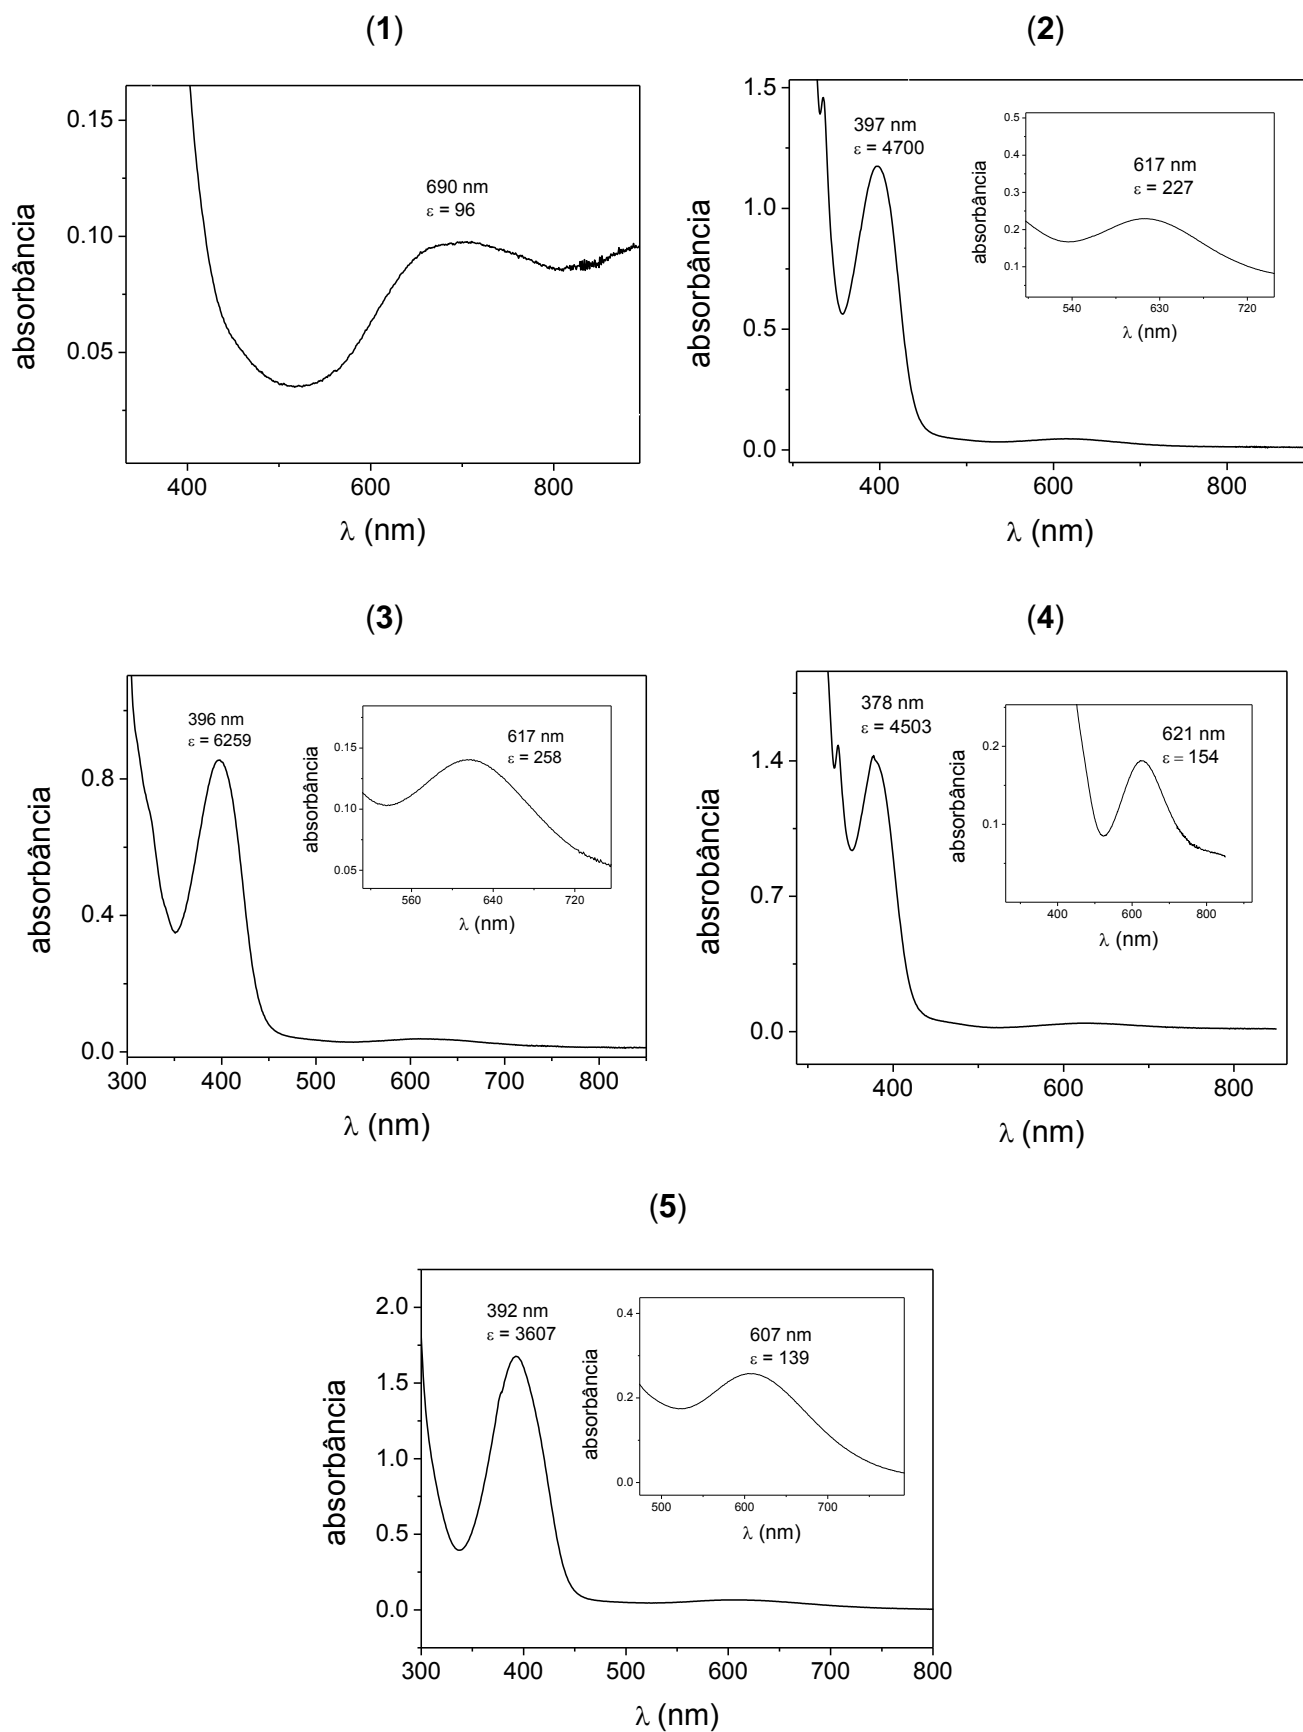 (1)
690 nm
ε = 96
absorbância
0.15
0.10
0.05
400 600 800
λ (nm)
(2)
397 nm
ε = 4700
absorbância
1.5
1.0
0.5
0.0
400 600 800
λ (nm)
617 nm
ε = 227
absorbância
0.5
0.4
0.3
0.2
0.1
540 630 720
λ (nm)
(3)
396 nm
ε = 6259
absorbância
0.8
0.4
0.0
300 400 500 600 700 800
λ (nm)
617 nm
ε = 258
absorbância
0.15
0.10
0.05
560 640 720
λ (nm)
(4)
378 nm
ε = 4503
absrobância
1.4
0.7
0.0
400 600 800
λ (nm)
621 nm
ε = 154
absorbância
0.2
0.1
400 600 800
λ (nm)
(5)
392 nm
ε = 3607
absorbância
2.0
1.5
1.0
0.5
0.0
300 400 500 600 700 800
λ (nm)
607 nm
ε = 139
absorbância
0.4
0.2
0.0
500 600 700
λ (nm)